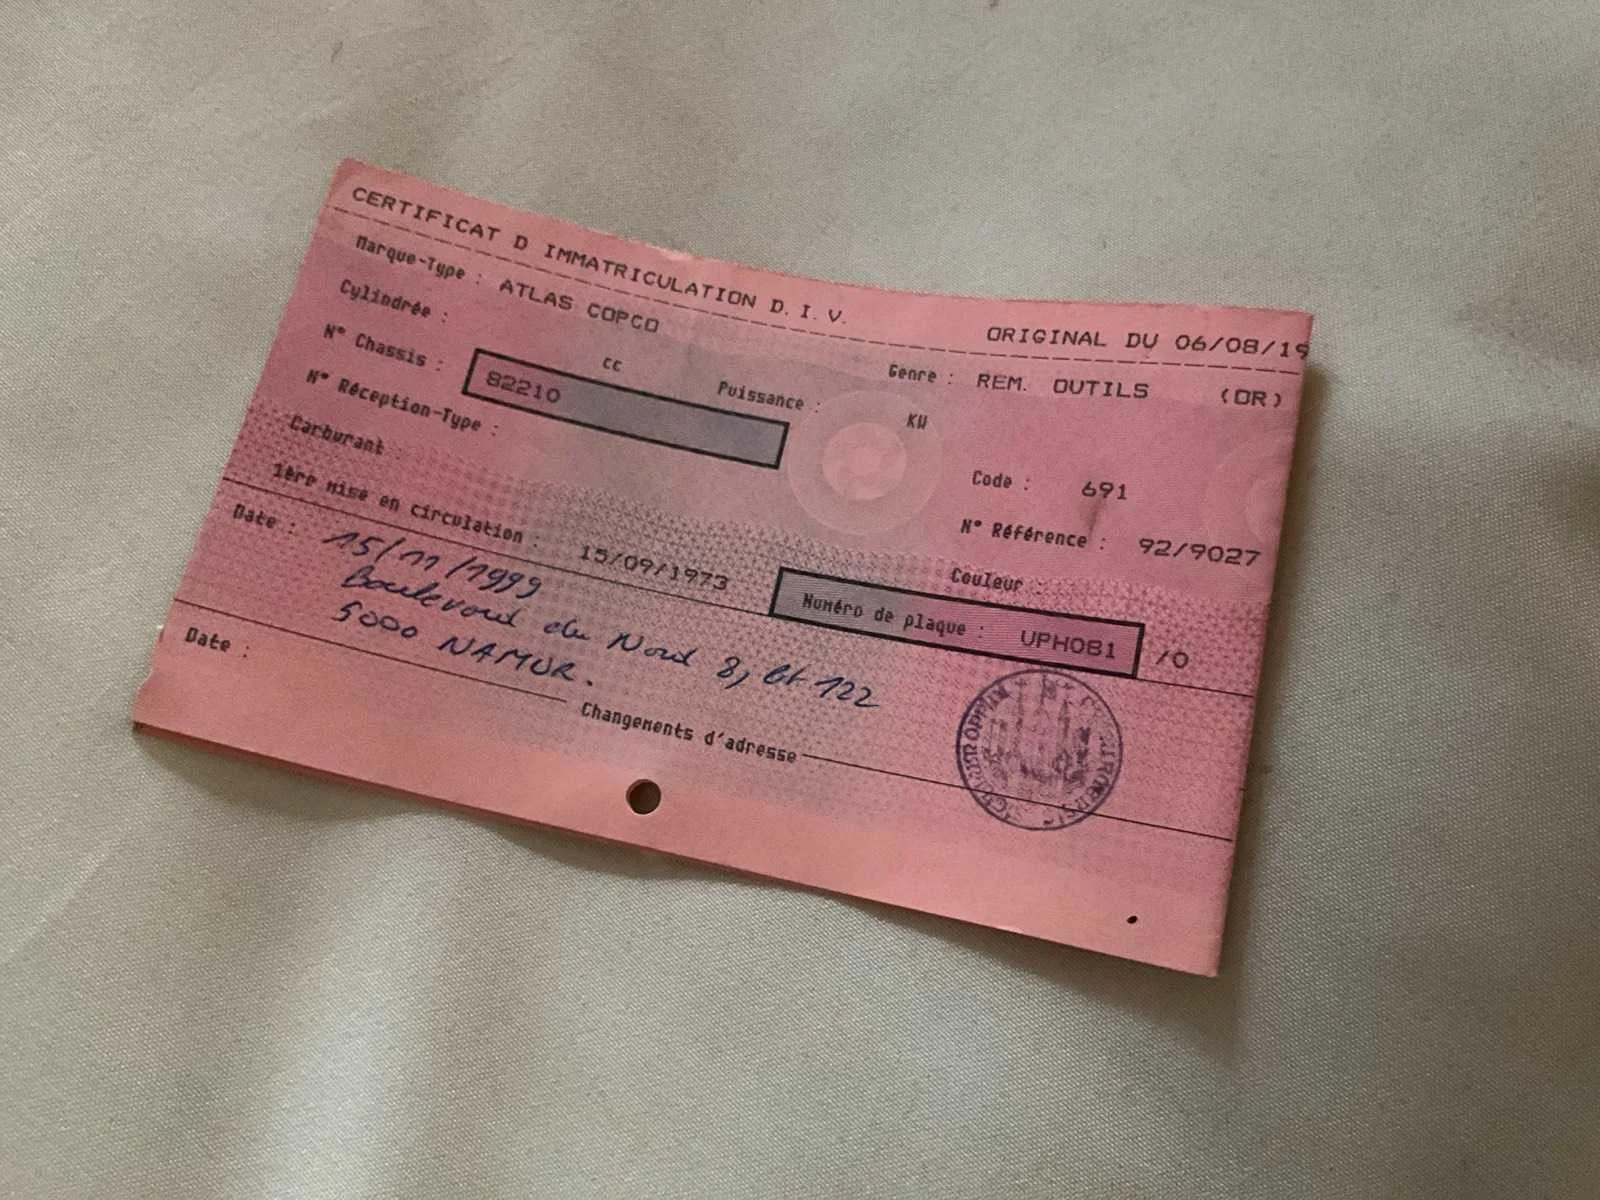 CERTIFICAT D IMMATRICULATION D.I.V. ORIGINAL DU 06/08/19
Marque-Type : ATLAS COPCO Genre : REM. OUTILS (OR)
Cylindrée : cc Puissance : KW
N° Chassis : 82210 Code : 691
N° Réception-Type : N° Référence : 92/9027
Carburant : Couleur :
1ère mise en circulation : 15/09/1973 Numéro de plaque : UPH081 /0
Date : 15/11/1999
Boulevard du Nord 8, bt 122
5000 NAMUR.
Date :
Changements d'adresse